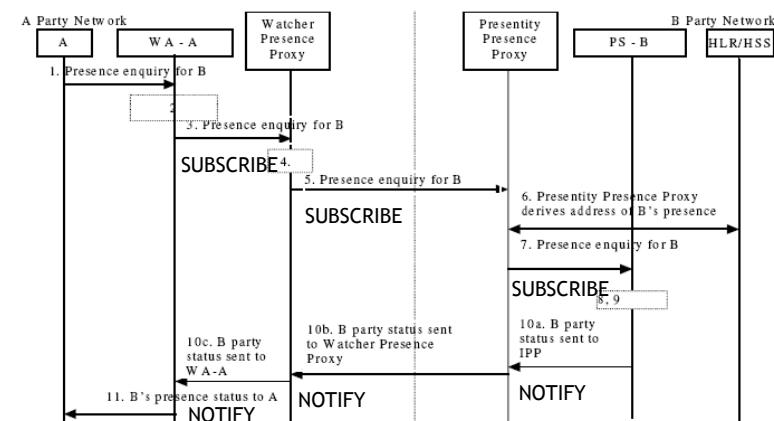 A Party Network
B Party Network
A
WA-A
Watcher
Presence
Proxy
Presentity
Presence
Proxy
PS-B
HLR/HSS
1. Presence enquiry for B
2
3. Presence enquiry for B
SUBSCRIBE
4.
5. Presence enquiry for B
SUBSCRIBE
6. Presentity Presence Proxy
derives address of B's presence
7. Presence enquiry for B
SUBSCRIBE
8, 9
10a. B party
status sent to
IPP
NOTIFY
10b. B party status sent
to Watcher Presence
Proxy
NOTIFY
10c. B party
status sent to
WA-A
NOTIFY
11. B's presence status to A